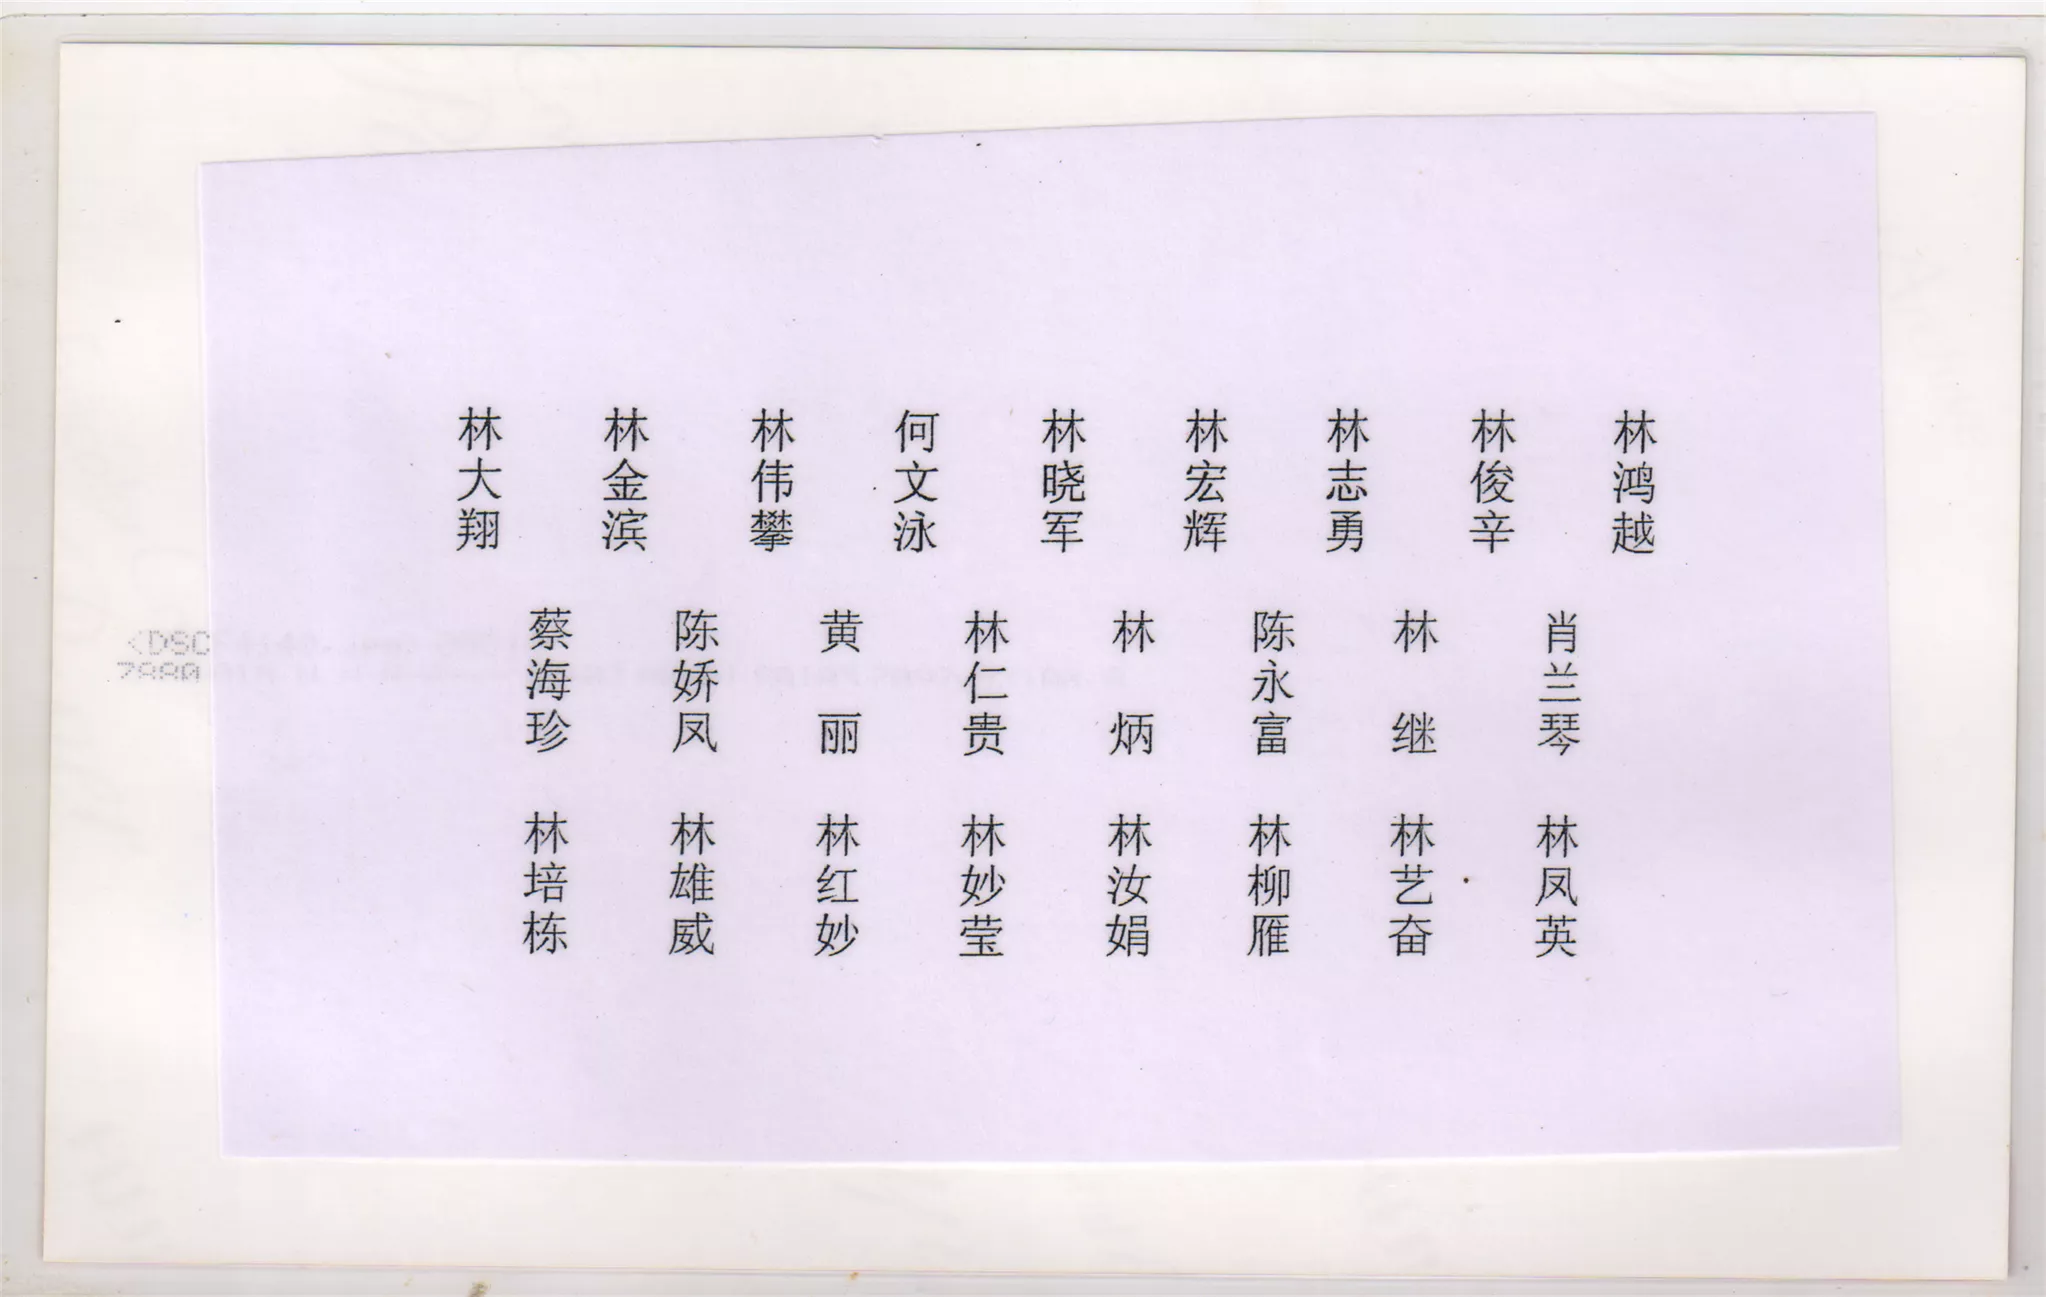 林大翔
林金滨
林伟攀
何文泳
林晓军
林宏辉
林志勇
林俊辛
林鸿越
蔡海珍
陈娇凤
黄丽
林仁贵
林炳
陈永富
林继
肖兰琴
林培栋
林雄威
林红妙
林妙莹
林汝娟
林柳雁
林艺奋
林凤英
<DSC